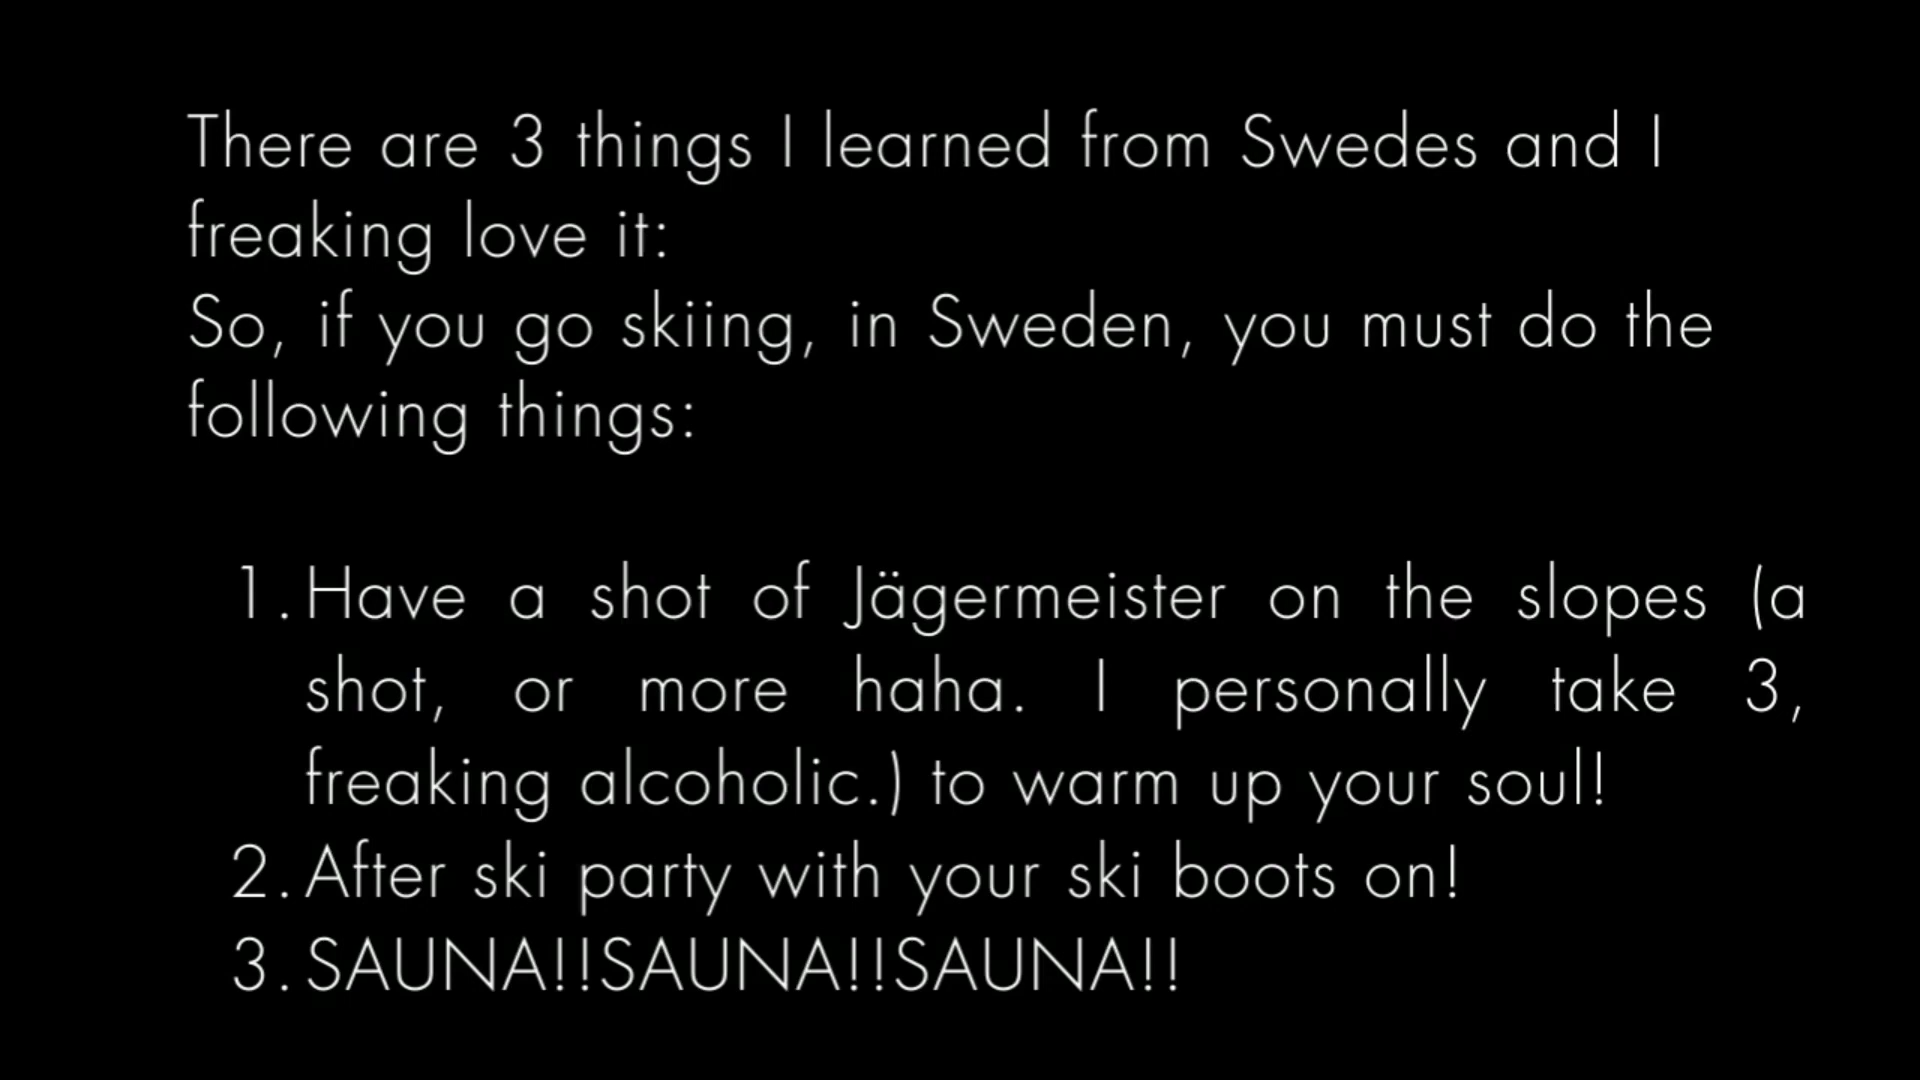 There are 3 things I learned from Swedes and I
freaking love it:
So, if you go skiing, in Sweden, you must do the
following things:
1. Have a shot of Jägermeister on the slopes (a
shot, or more haha. I personally take 3,
freaking alcoholic.) to warm up your soul!
2. After ski party with your ski boots on!
3. SAUNA!!SAUNA!!SAUNA!!